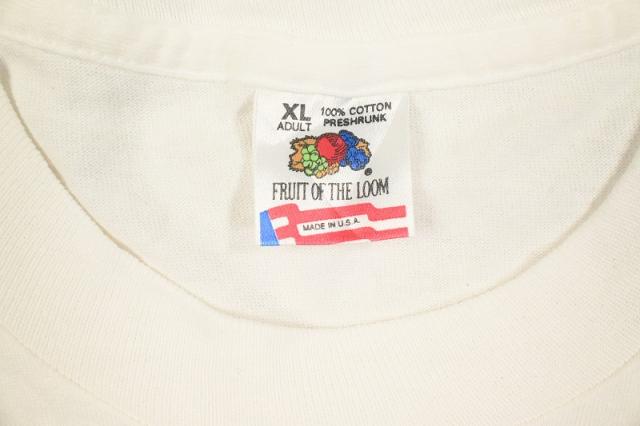 XL ADULT
100% COTTON
PRESHRUNK
®
FRUIT OF THE LOOM
MADE IN U.S.A.